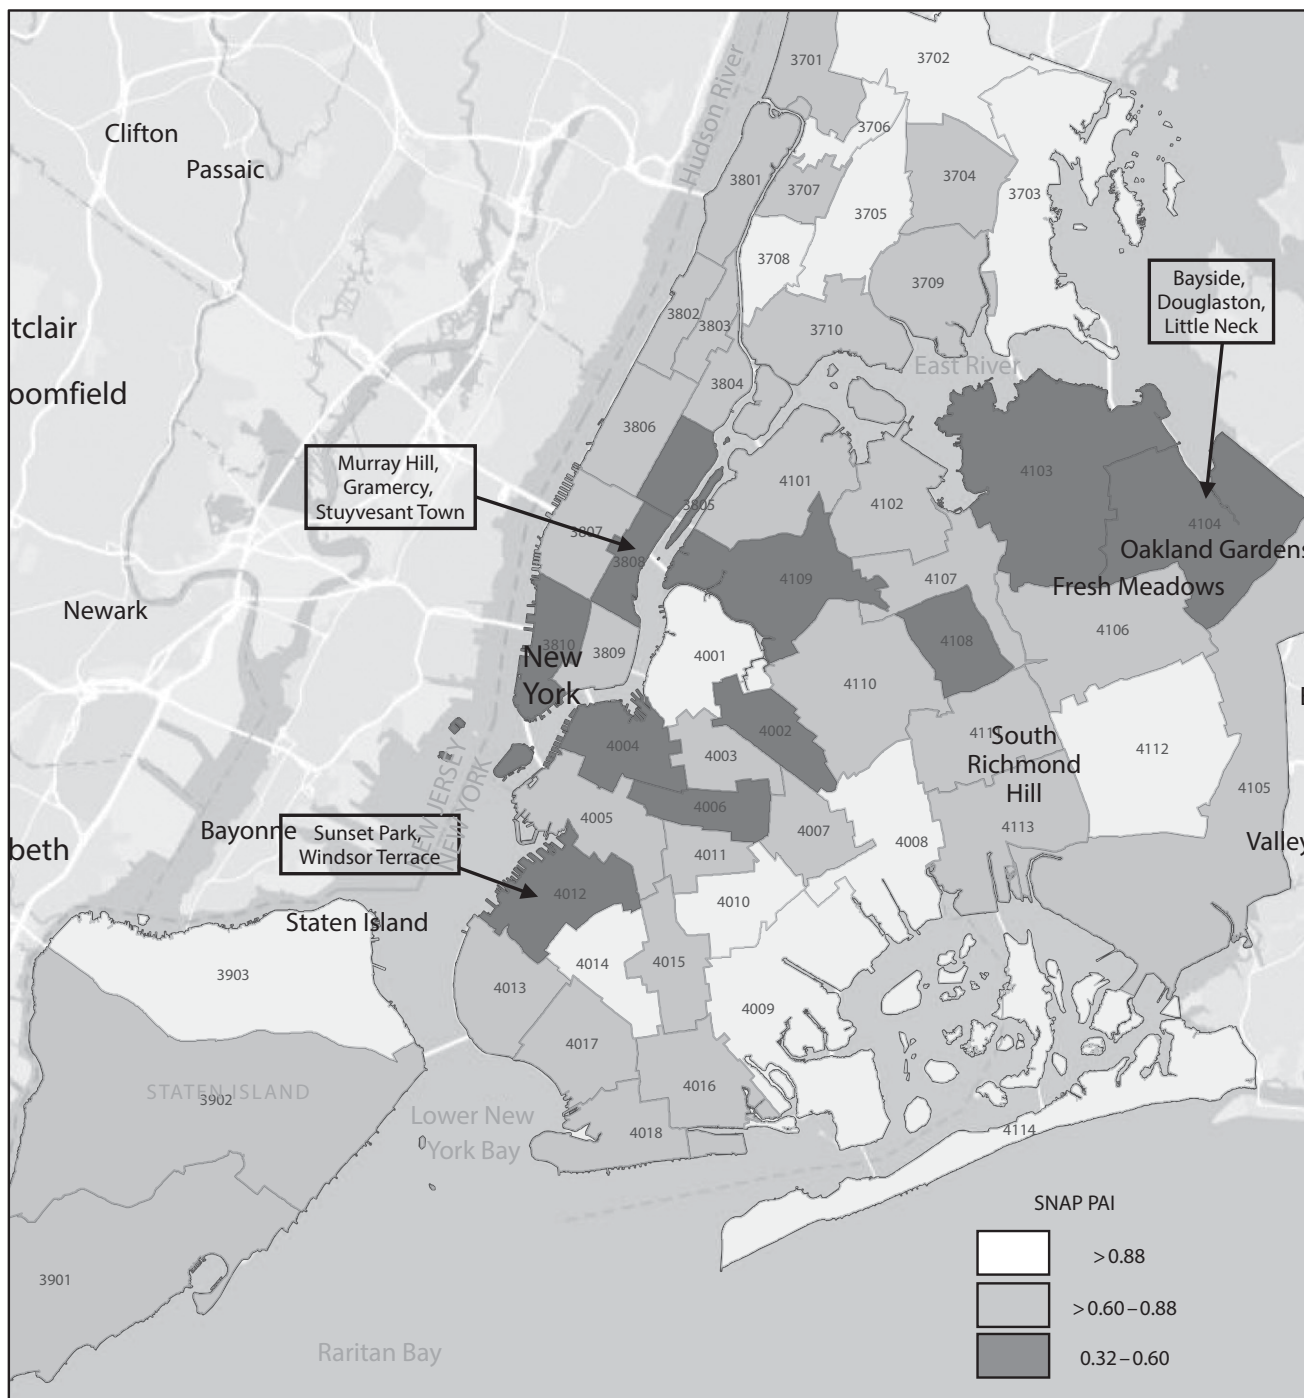 3701
3702
Hudson River
Clifton
3706
Passaic
3801
3707
3704
3703
3705
3708
3709
Bayside,
Douglaston,
Little Neck
3802
3803
3710
tclair
East River
3804
oomfield
3806
Murray Hill,
Gramercy,
Stuyvesant Town
4101
4103
3805
4102
4104
3807
Oakland Gardens
3808
4109
4107
Fresh Meadows
Newark
4106
4108
3810
3809
4001
New
York
4110
4002
4111
South
Richmond
Hill
4112
4004
4003
NEW JERSEY
NEW YORK
4105
4006
4005
4007
4113
Bayonne
Sunset Park,
Windsor Terrace
4008
Valley
beth
4011
4012
4010
Staten Island
4014
4015
3903
4013
4009
4017
4016
STATEN ISLAND
3902
Lower New
York Bay
4018
4114
SNAP PAI
>0.88
3901
>0.60–0.88
Raritan Bay
0.32–0.60